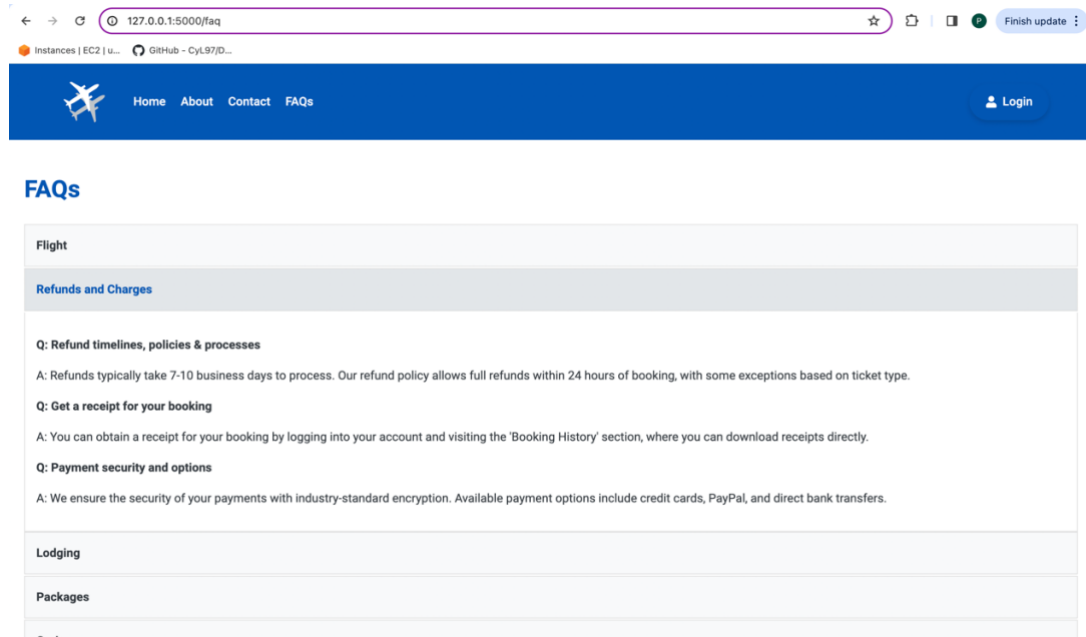 127.0.0.1:5000/faq
P
Finish update
Instances | EC2 | u...
GitHub - CyL97/D...
Home About Contact FAQs
Login
FAQs
Flight
Refunds and Charges
Q: Refund timelines, policies & processes
A: Refunds typically take 7-10 business days to process. Our refund policy allows full refunds within 24 hours of booking, with some exceptions based on ticket type.
Q: Get a receipt for your booking
A: You can obtain a receipt for your booking by logging into your account and visiting the 'Booking History' section, where you can download receipts directly.
Q: Payment security and options
A: We ensure the security of your payments with industry-standard encryption. Available payment options include credit cards, PayPal, and direct bank transfers.
Lodging
Packages